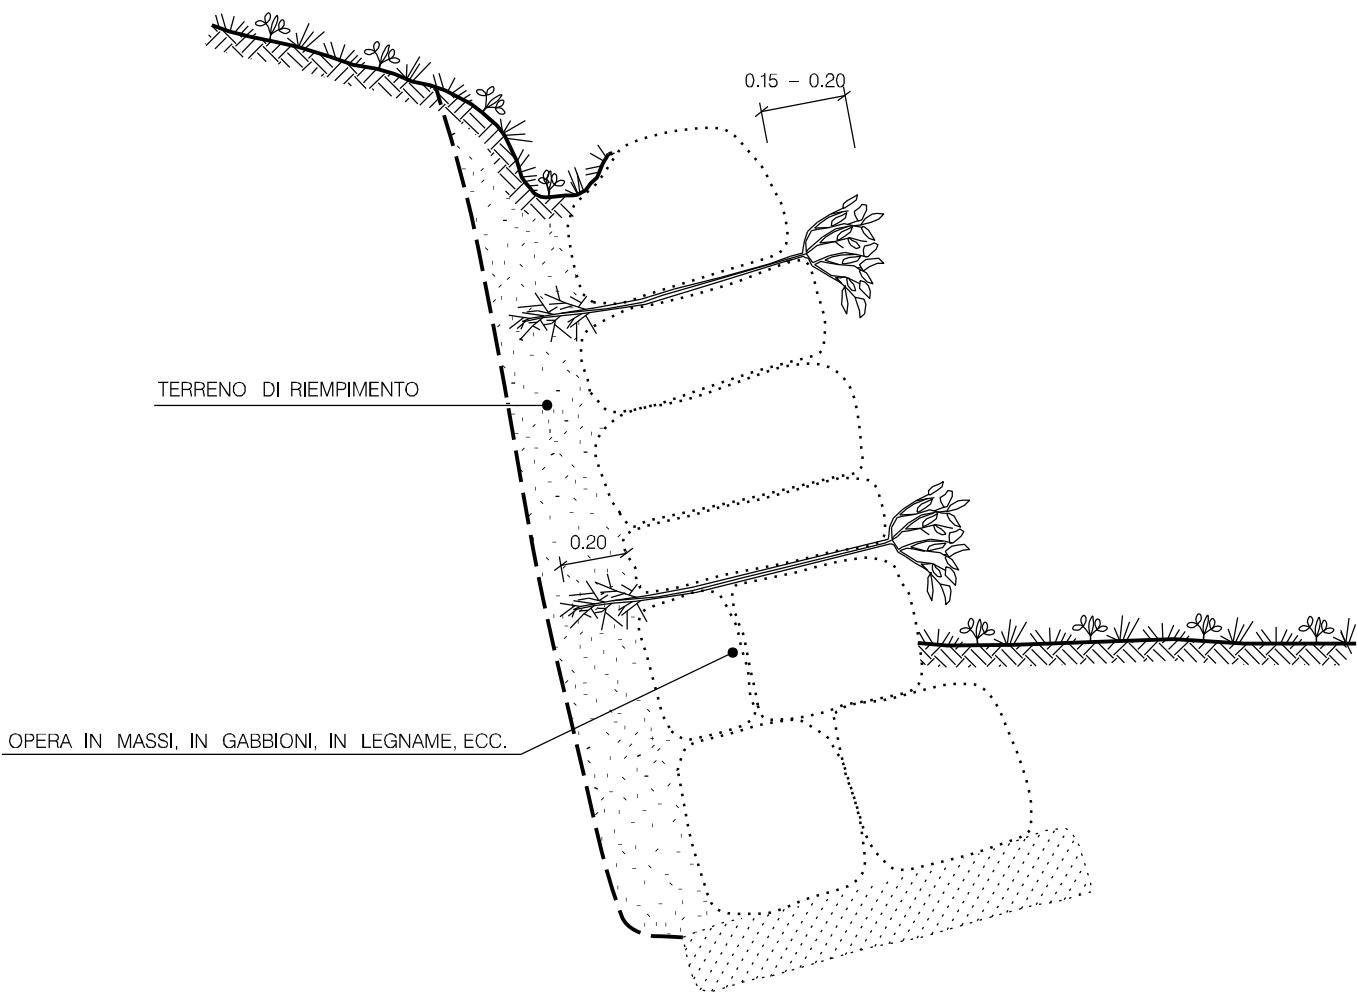 0.15 – 0.20
TERRENO DI RIEMPIMENTO
0.20
OPERA IN MASSI, IN GABBIONI, IN LEGNAME, ECC.